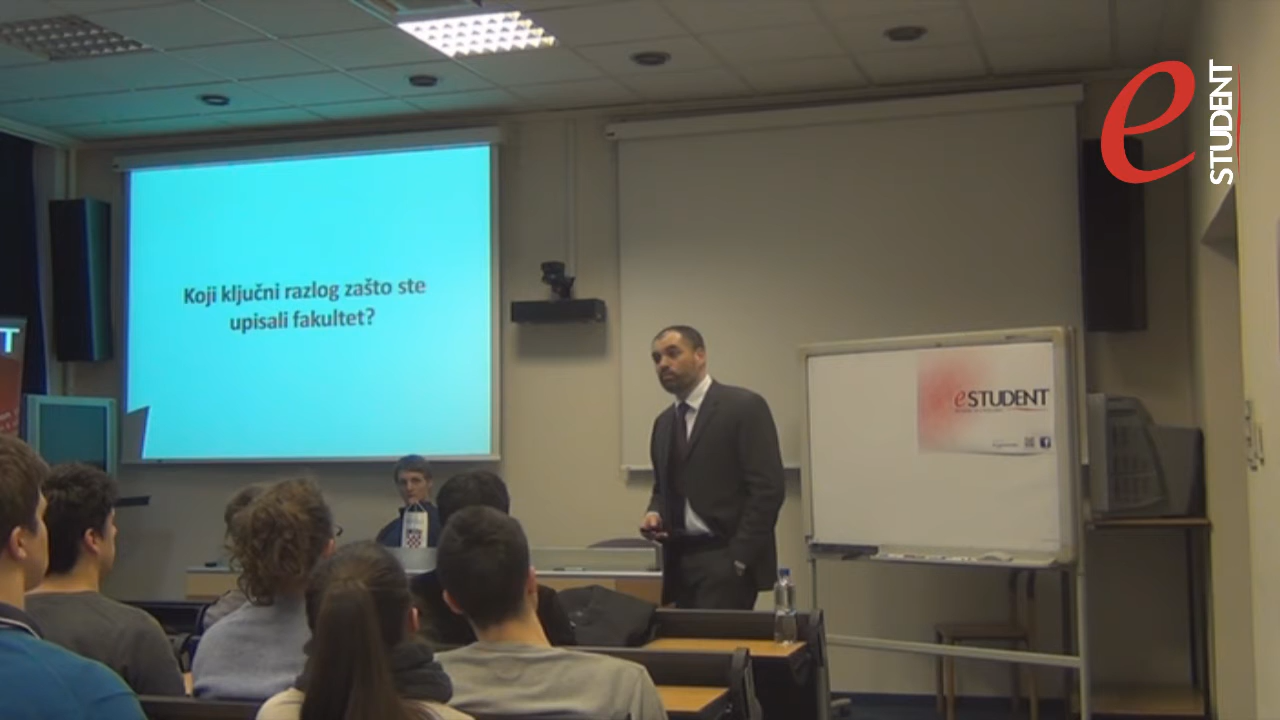 Koji ključni razlog zašto ste
upisali fakultet?
e STUDENT
eSTUDENT
T